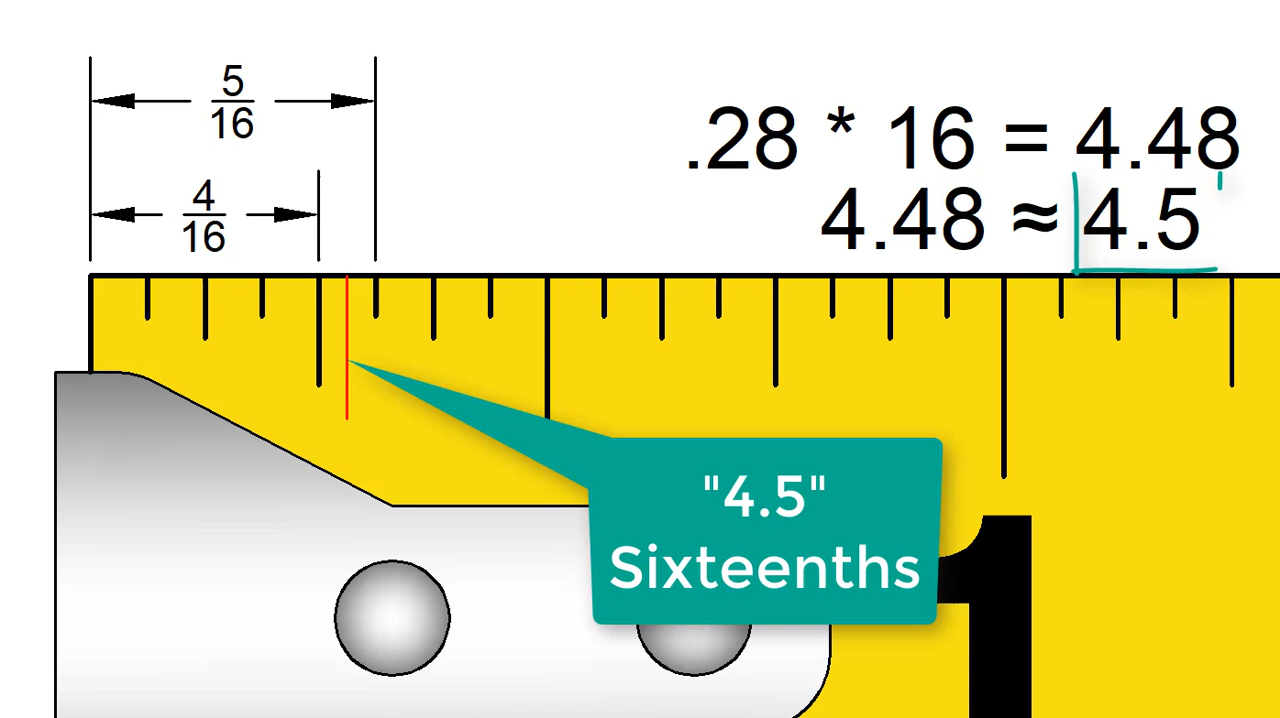 5
16
4
16
.28 * 16 = 4.48
4.48 ≈ 4.5
"4.5"
Sixteenths
1